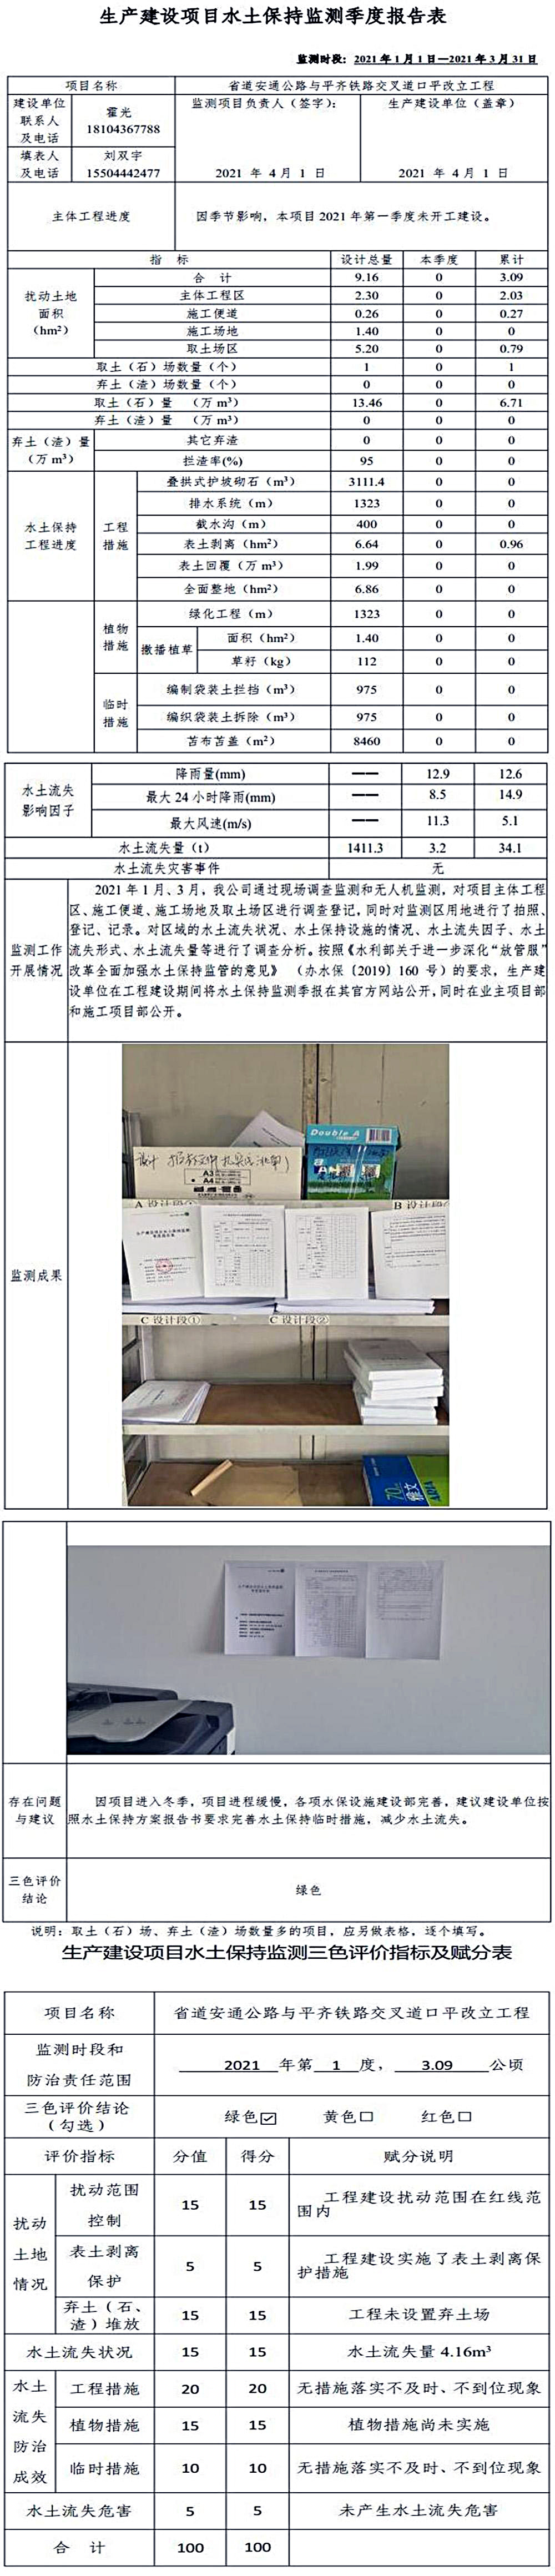 生产建设项目水土保持监测季度报告表
监测时段：2021年1月1日—2021年3月31日
项目名称 省道安通公路与平齐铁路交叉道口平改立工程
建设单位联系人及电话 霍光 18104367788 监测项目负责人（签字）： 生产建设单位（盖章）
填表人及电话 刘双宇 15504442477 2021 年 4 月 1 日 2021 年 4 月 1 日
主体工程进度 因季节影响，本项目2021年第一季度未开工建设。
指 标 设计总量 本季度 累计
扰动土地面积（hm²） 合 计 9.16 0 3.09
主体工程区 2.30 0 2.03
施工便道 0.26 0 0.27
施工场地 1.40 0 0
取土场区 5.20 0 0.79
取土（石）场数量（个） 1 0 1
弃土（渣）场数量（个） 0 0 0
取土（石）量 （万 m³） 13.46 0 6.71
弃土（渣）量 （万 m³） 0 0 0
弃土（渣）量（万 m³） 其它弃渣 0 0 0
拦渣率(%) 95 0 0
水土保持工程进度 工程措施 叠拱式护坡砌石（m³） 3111.4 0 0
排水系统（m） 1323 0 0
截水沟（m） 400 0 0
表土剥离（hm²） 6.64 0 0.96
表土回覆（万 m³） 1.99 0 0
全面整地（hm²） 6.86 0 0
植物措施 绿化工程（m） 1323 0 0
撒播植草 面积（hm²） 1.40 0 0
草籽（kg） 112 0 0
临时措施 编制袋装土拦挡（m³） 975 0 0
编织袋装土拆除（m³） 975 0 0
苫布苫盖（m²） 8460 0 0
水土流失影响因子 降雨量(mm) —— 12.9 12.6
最大 24 小时降雨(mm) —— 8.5 14.9
最大风速(m/s) —— 11.3 5.1
水土流失量（t） 1411.3 3.2 34.1
水土流失灾害事件 无
监测工作开展情况
2021 年 1 月、3 月，我公司通过现场调查监测和无人机监测，对项目主体工程
区、施工便道、施工场地及取土场区进行调查登记，同时对监测区用地进行了拍照、
登记、记录。对区域的水土流失状况、水土保持设施的情况、水土流失因子、水土
流失形式、水土流失量等进行了调查分析。按照《水利部关于进一步深化“放管服”
改革全面加强水土保持监管的意见》（办水保〔2019〕160 号）的要求，生产建
设单位在工程建设期间将水土保持监测季报在其官方网站公开，同时在业主项目部
和施工项目部公开。
监测成果
Double A
A3
A4
A 设计段①
B 设计段
C 设计段①
C 设计段②
70
存在问题与建议
因项目进入冬季，项目进程缓慢，各项水保设施建设部完善，建议建设单位按
照水土保持方案报告书要求完善水土保持临时措施，减少水土流失。
三色评价结论 绿色
说明：取土（石）场、弃土（渣）场数量多的项目，应另做表格，逐个填写。
生产建设项目水土保持监测三色评价指标及赋分表
项目名称 省道安通公路与平齐铁路交叉道口平改立工程
监测时段和防治责任范围 2021 年第 1 度， 3.09 公顷
三色评价结论（勾选） 绿色☑ 黄色□ 红色□
评价指标 分值 得分 赋分说明
扰动土地情况 扰动范围控制 15 15 工程建设扰动范围在红线范围内
表土剥离保护 5 5 工程建设实施了表土剥离保护措施
弃土（石、渣）堆放 15 15 工程未设置弃土场
水土流失状况 15 15 水土流失量 4.16m³
水土流失防治成效 工程措施 20 20 无措施落实不及时、不到位现象
植物措施 15 15 植物措施尚未实施
临时措施 10 10 无措施落实不及时、不到位现象
水土流失危害 5 5 未产生水土流失危害
合 计 100 100